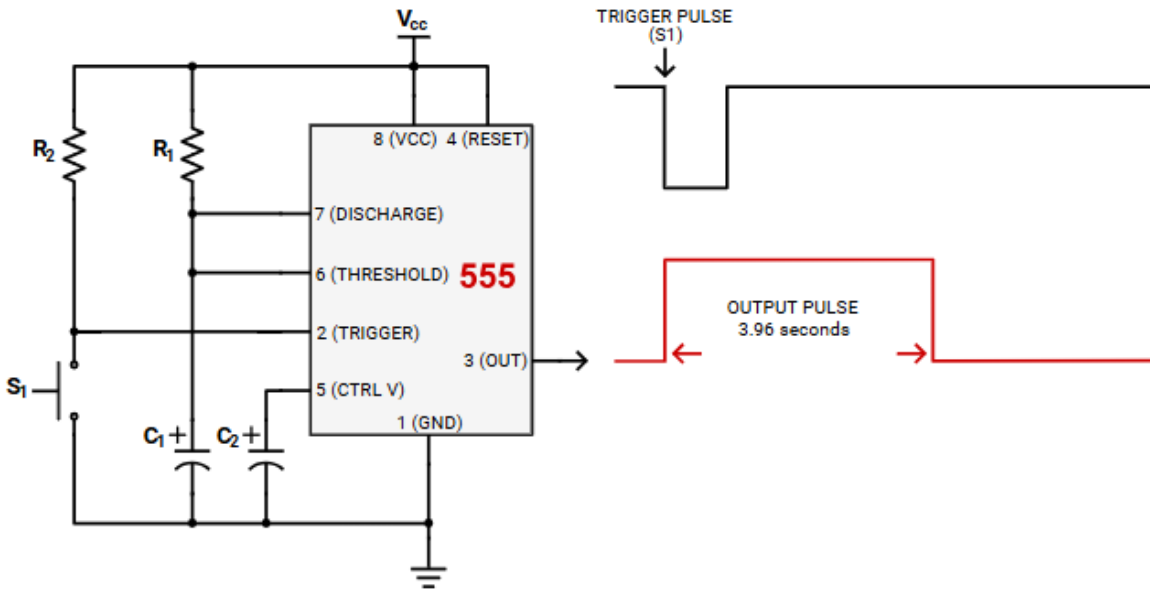 Vcc
TRIGGER PULSE
(S1)
8 (VCC) 4 (RESET)
R2
R1
7 (DISCHARGE)
6 (THRESHOLD)
555
2 (TRIGGER)
OUTPUT PULSE
3.96 seconds
3 (OUT)
S1
5 (CTRL V)
1 (GND)
C1 +
C2 +